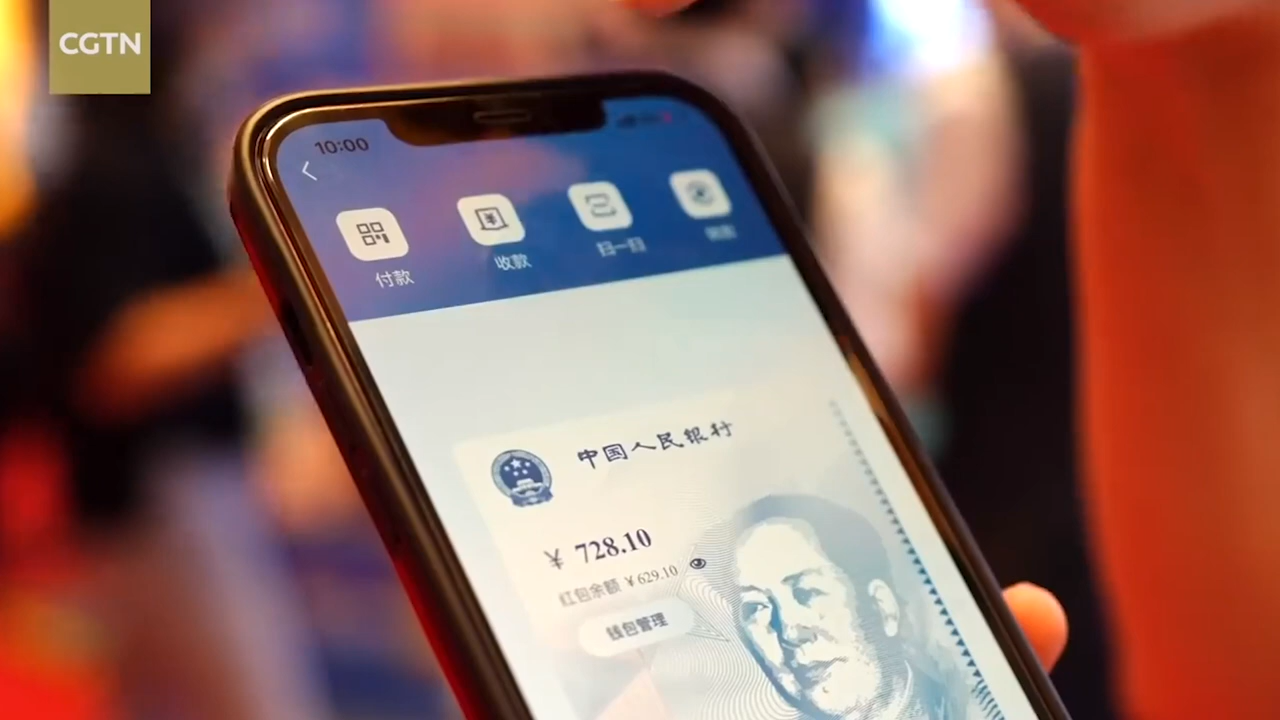 CGTN
10:00
付款
收款
扫一扫
中国人民银行
¥ 728.10
红包余额 ¥629.10
钱包管理